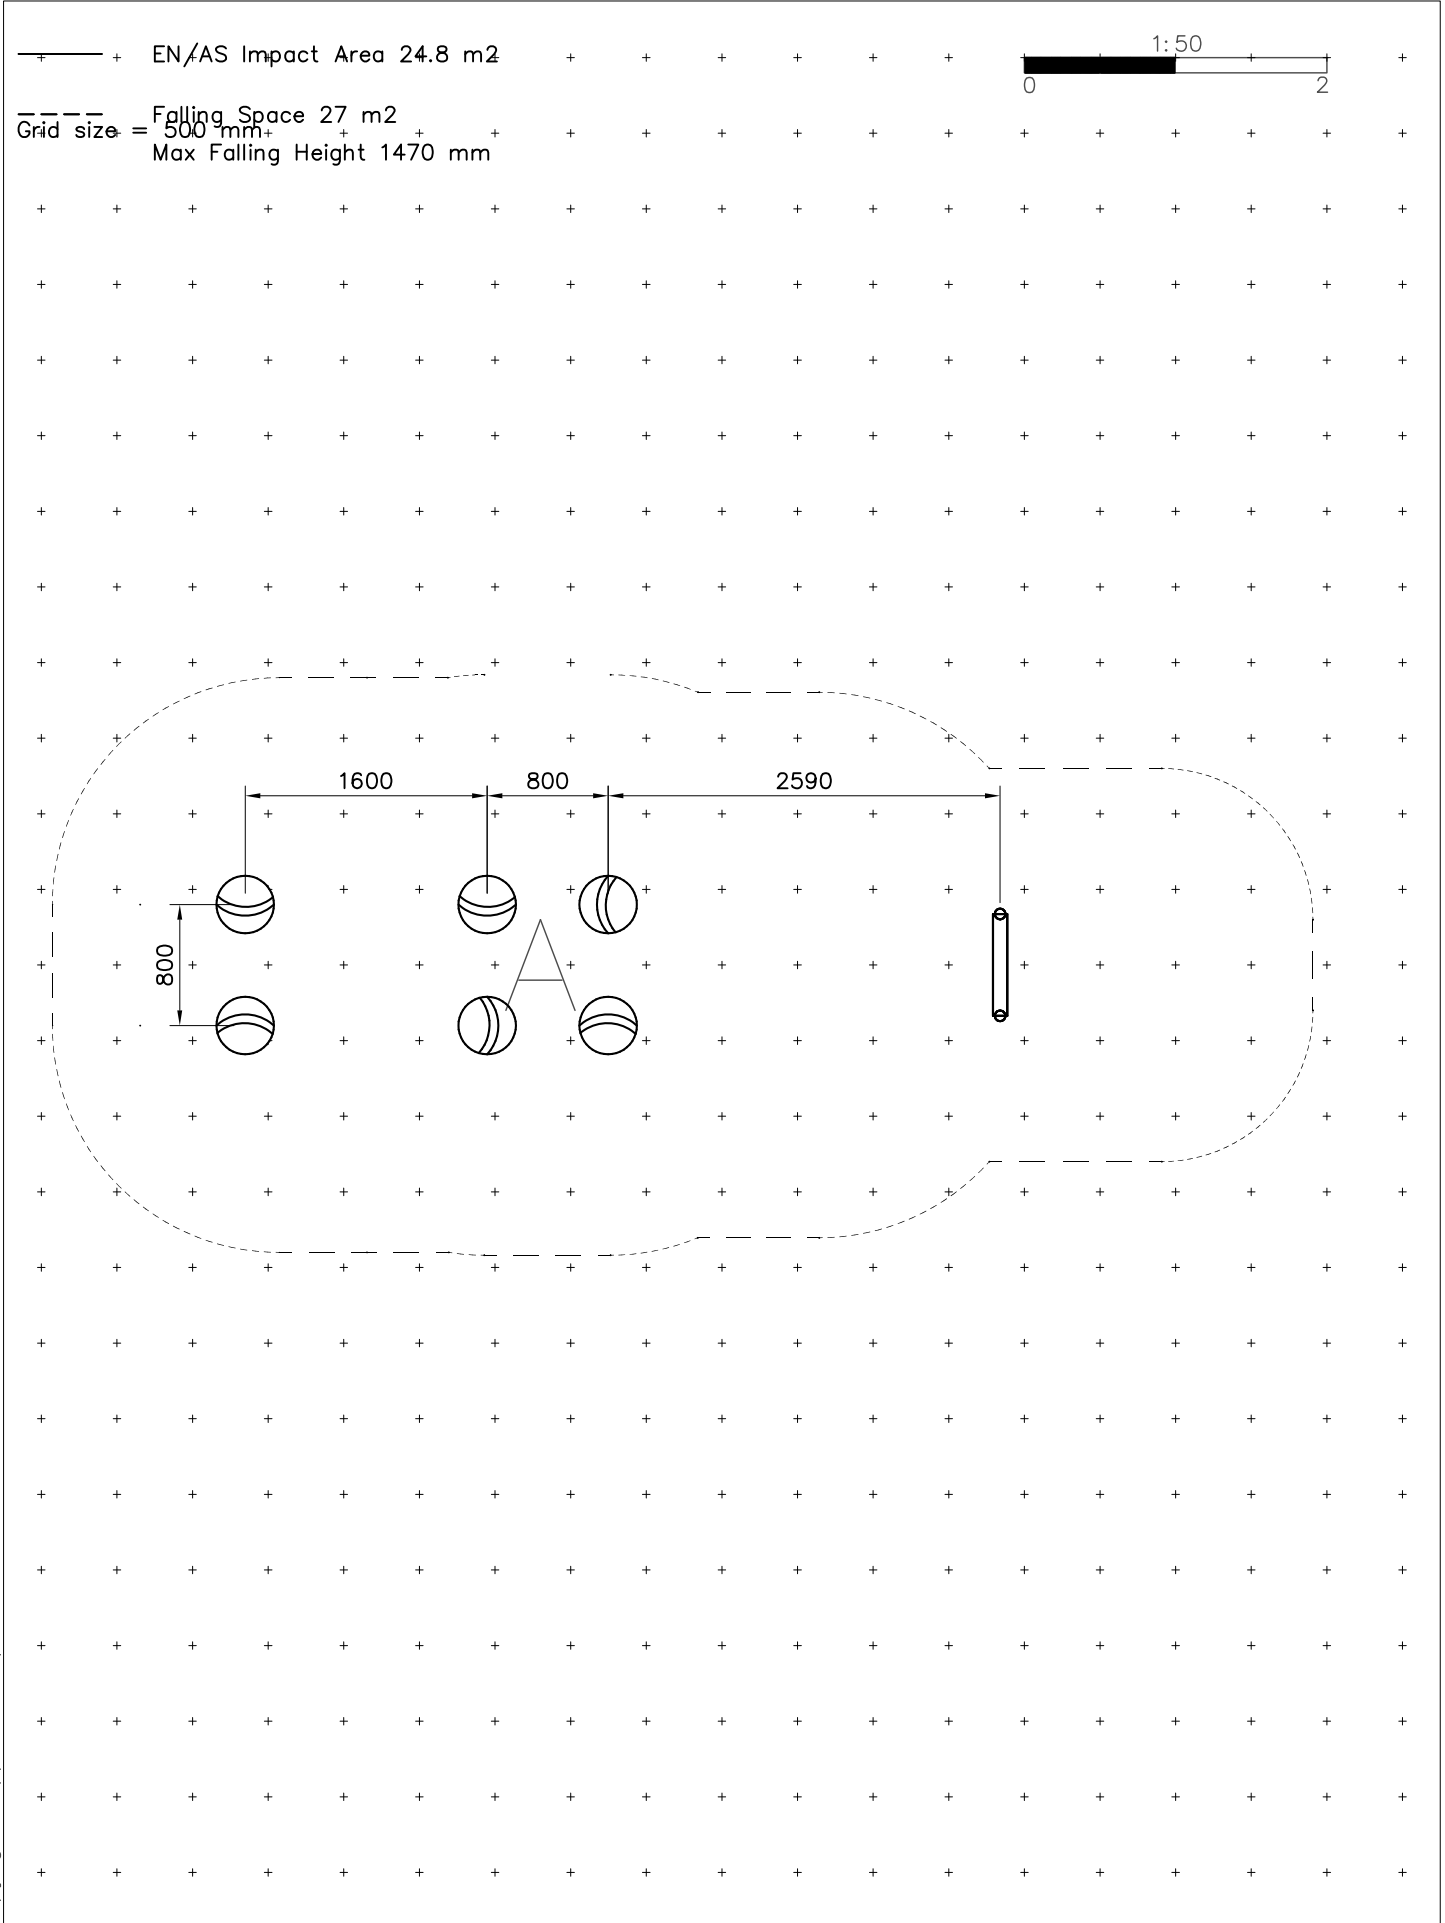 EN/AS Impact Area 24.8 m2
1:50
0 2
Falling Space 27 m2
Grid size = 500 mm
Max Falling Height 1470 mm
1600 800 2590
800
A